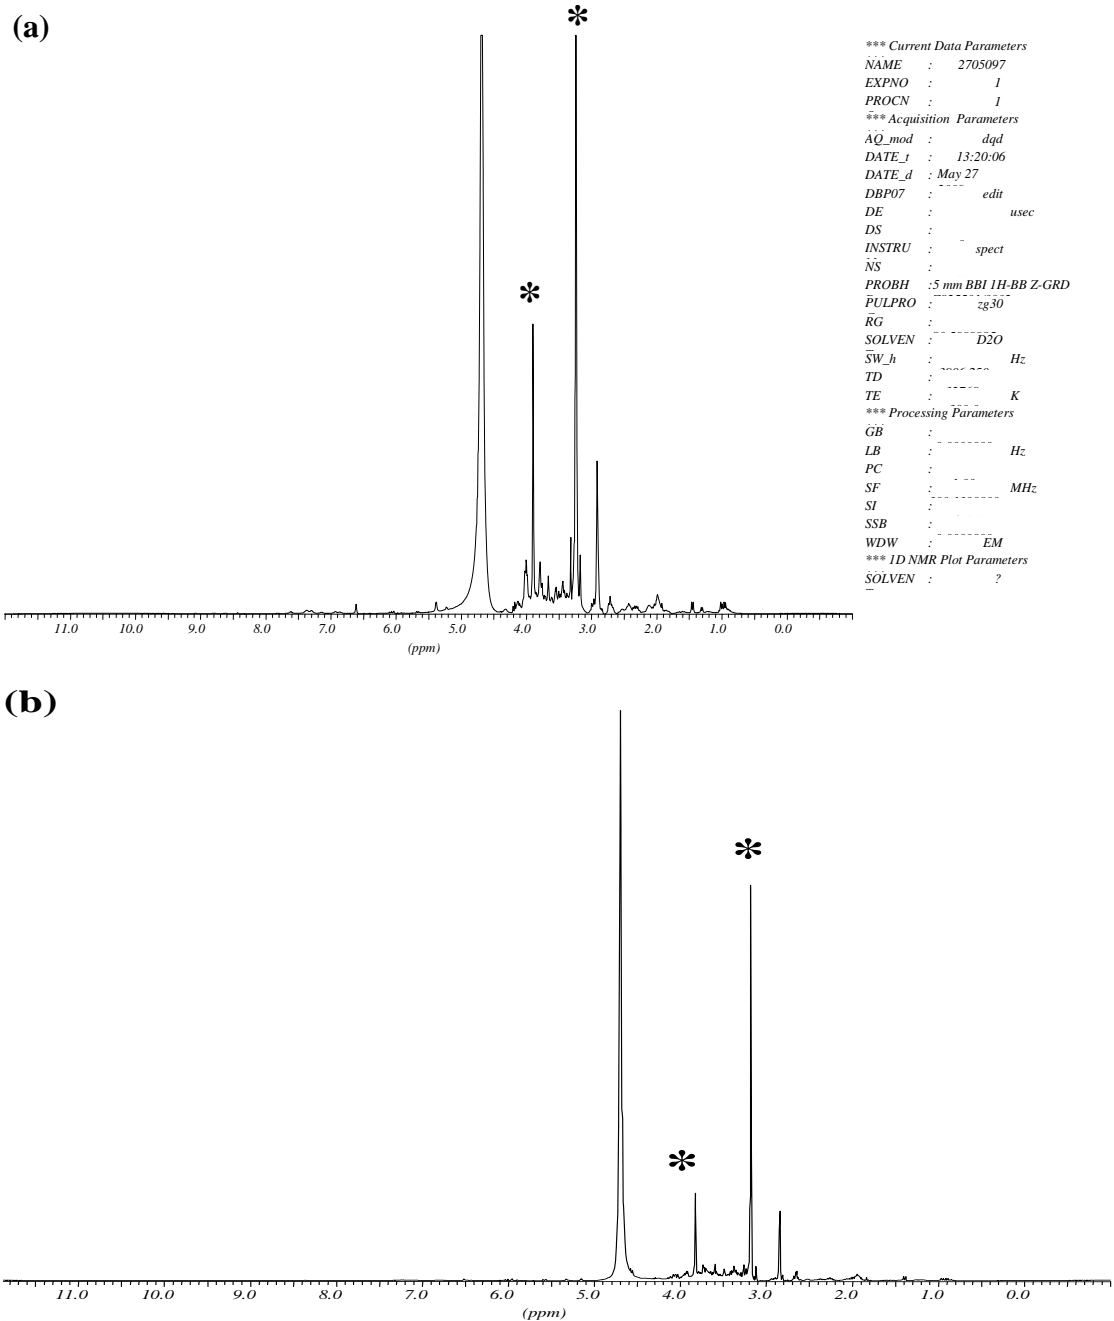 (a)
*** Current Data Parameters
NAME : 2705097
EXPNO : 1
PROCN : 1
*** Acquisition Parameters
AQ_mod : dqd
DATE_t : 13:20:06
DATE_d : May 27
DBP07 : edit
DE : usec
DS :
INSTRU : spect
NS :
PROBH :5 mm BBI 1H-BB Z-GRD
PULPRO : zg30
RG :
SOLVEN : D2O
SW_h : Hz
TD :
TE : K
*** Processing Parameters
GB :
LB : Hz
PC :
SF : MHz
SI :
SSB :
WDW : EM
*** 1D NMR Plot Parameters
SOLVEN : ?
* *
11.0 10.0 9.0 8.0 7.0 6.0 5.0 4.0 3.0 2.0 1.0 0.0
(ppm)
(b)
* *
11.0 10.0 9.0 8.0 7.0 6.0 5.0 4.0 3.0 2.0 1.0 0.0
(ppm)